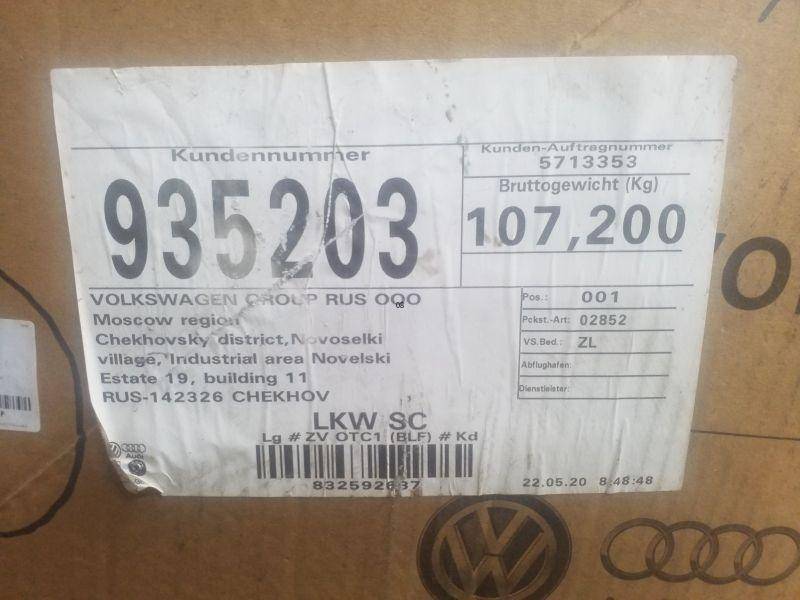 Kundennummer
935203
Kunden-Auftragnummer
5713353
Bruttogewicht (Kg)
107,200
VOLKSWAGEN GROUP RUS OOO
Moscow region
Chekhovsky district, Novoselki
village, Industrial area Novelski
Estate 19, building 11
RUS-142326 CHEKHOV
Pos.: 001
Pckst.-Art: 02852
VS.Bed.: ZL
Abflughafen:
Dienstleister:
LKW SC
Lg # ZV OTC1 (BLF) # Kd
832592687
22.05.20 8:48:48
Audi